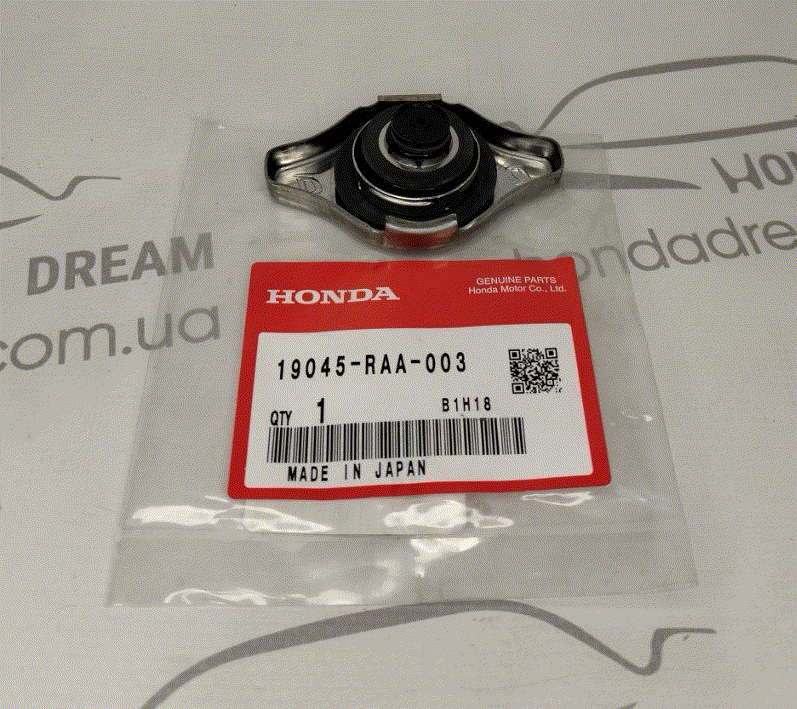 HON
DREAM
hondadre
com.ua
HONDA
GENUINE PARTS
Honda Motor Co., Ltd.
19045-RAA-003
QTY 1
B1H18
MADE IN JAPAN